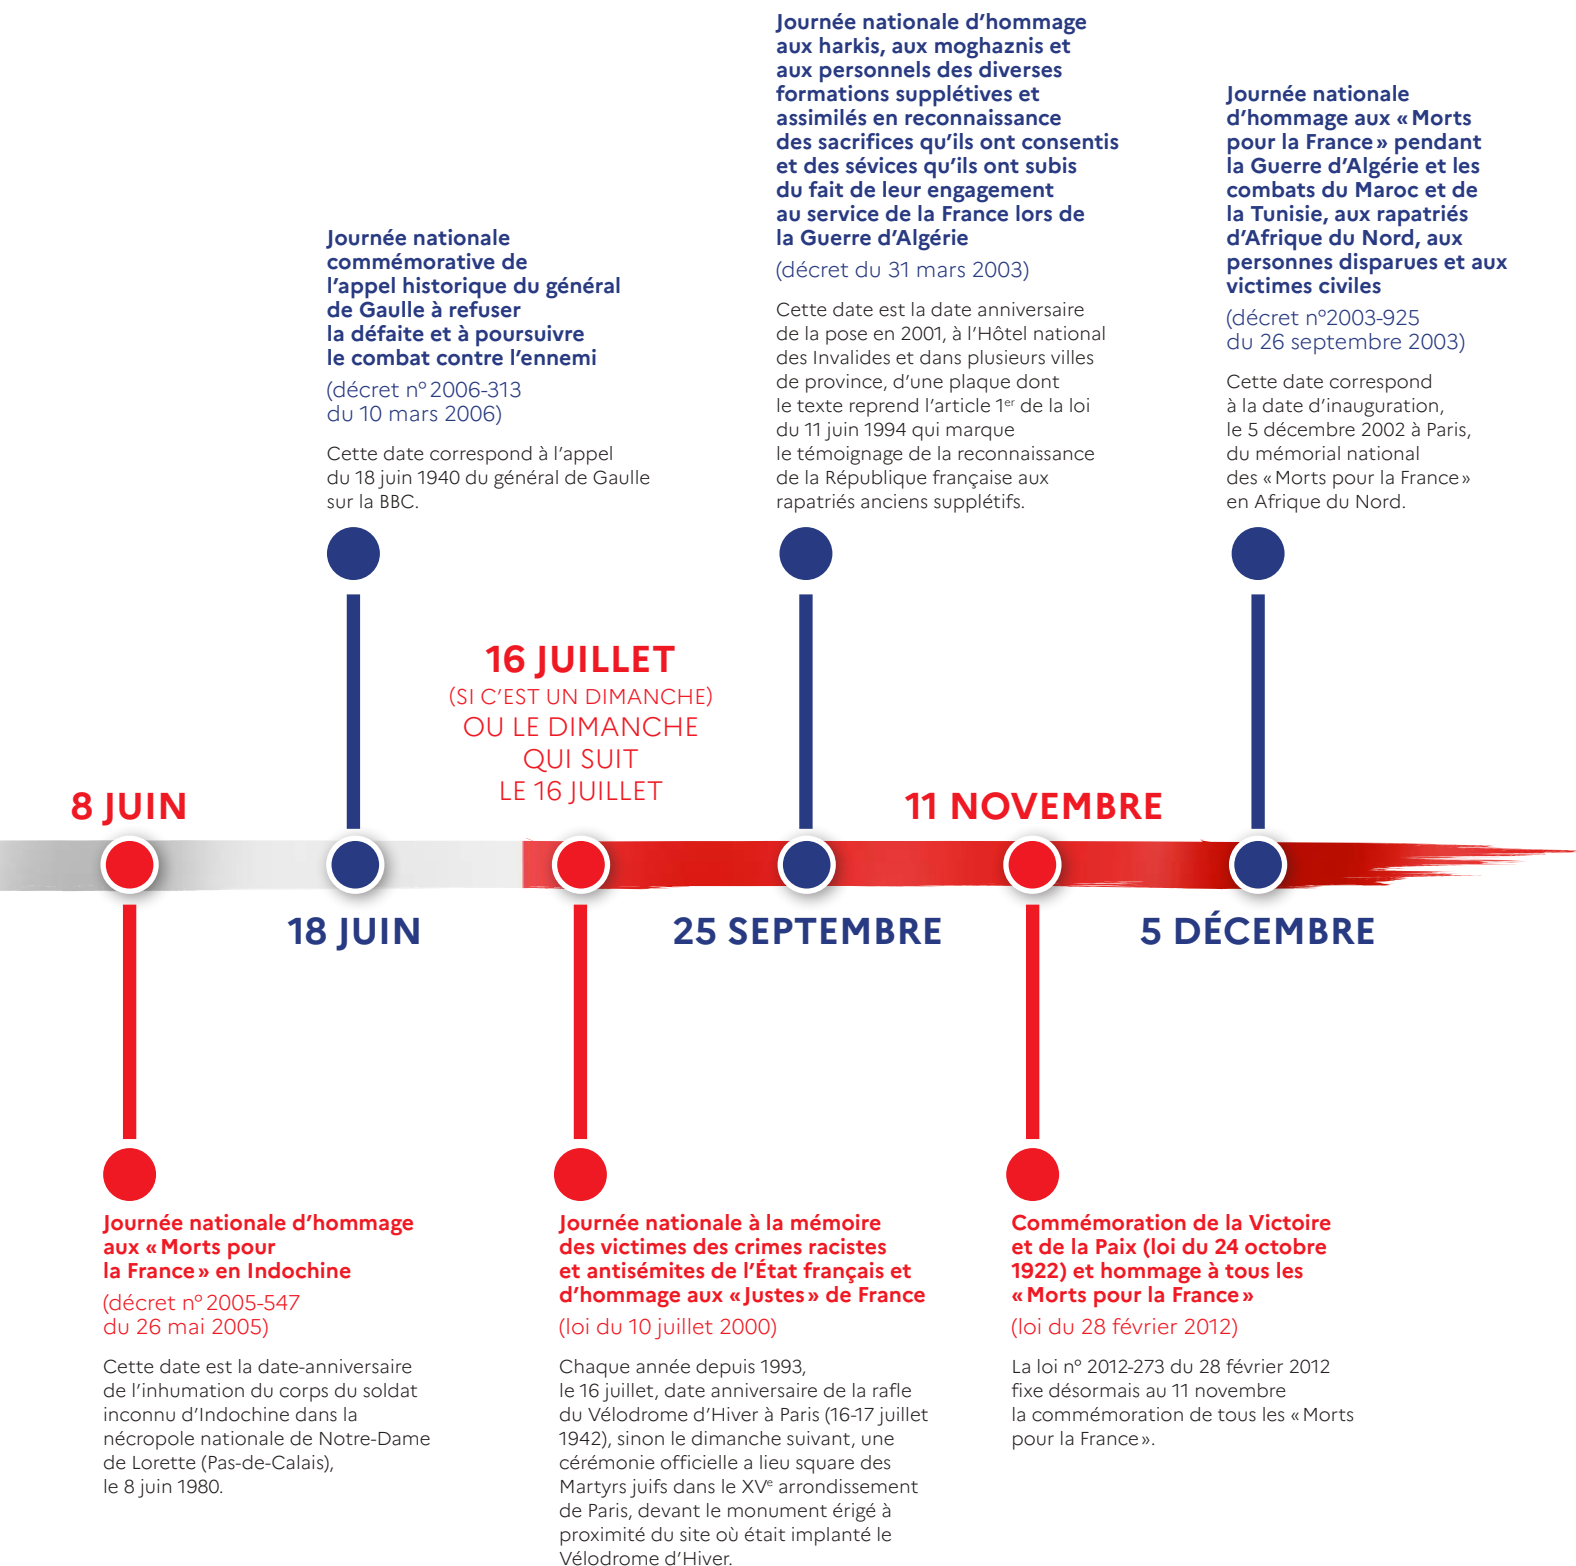 Journée nationale d'hommage
aux harkis, aux moghaznis et
aux personnels des diverses
formations supplétives et
assimilés en reconnaissance
des sacrifices qu'ils ont consentis
et des sévices qu'ils ont subis
du fait de leur engagement
au service de la France lors de
la Guerre d'Algérie
(décret du 31 mars 2003)
Cette date est la date anniversaire
de la pose en 2001, à l'Hôtel national
des Invalides et dans plusieurs villes
de province, d'une plaque dont
le texte reprend l'article 1er de la loi
du 11 juin 1994 qui marque
le témoignage de la reconnaissance
de la République française aux
rapatriés anciens supplétifs.
Journée nationale
d'hommage aux « Morts
pour la France » pendant
la Guerre d'Algérie et les
combats du Maroc et de
la Tunisie, aux rapatriés
d'Afrique du Nord, aux
personnes disparues et aux
victimes civiles
(décret n°2003-925
du 26 septembre 2003)
Cette date correspond
à la date d'inauguration,
le 5 décembre 2002 à Paris,
du mémorial national
des « Morts pour la France »
en Afrique du Nord.
Journée nationale
commémorative de
l'appel historique du général
de Gaulle à refuser
la défaite et à poursuivre
le combat contre l'ennemi
(décret n° 2006-313
du 10 mars 2006)
Cette date correspond à l'appel
du 18 juin 1940 du général de Gaulle
sur la BBC.
16 JUILLET
(SI C'EST UN DIMANCHE)
OU LE DIMANCHE
QUI SUIT
LE 16 JUILLET
8 JUIN
11 NOVEMBRE
18 JUIN
25 SEPTEMBRE
5 DÉCEMBRE
Journée nationale d'hommage
aux « Morts pour
la France » en Indochine
(décret n° 2005-547
du 26 mai 2005)
Cette date est la date-anniversaire
de l'inhumation du corps du soldat
inconnu d'Indochine dans la
nécropole nationale de Notre-Dame
de Lorette (Pas-de-Calais),
le 8 juin 1980.
Journée nationale à la mémoire
des victimes des crimes racistes
et antisémites de l'État français et
d'hommage aux « Justes » de France
(loi du 10 juillet 2000)
Chaque année depuis 1993,
le 16 juillet, date anniversaire de la rafle
du Vélodrome d'Hiver à Paris (16-17 juillet
1942), sinon le dimanche suivant, une
cérémonie officielle a lieu square des
Martyrs juifs dans le XVe arrondissement
de Paris, devant le monument érigé à
proximité du site où était implanté le
Vélodrome d'Hiver.
Commémoration de la Victoire
et de la Paix (loi du 24 octobre
1922) et hommage à tous les
« Morts pour la France »
(loi du 28 février 2012)
La loi n° 2012-273 du 28 février 2012
fixe désormais au 11 novembre
la commémoration de tous les « Morts
pour la France ».